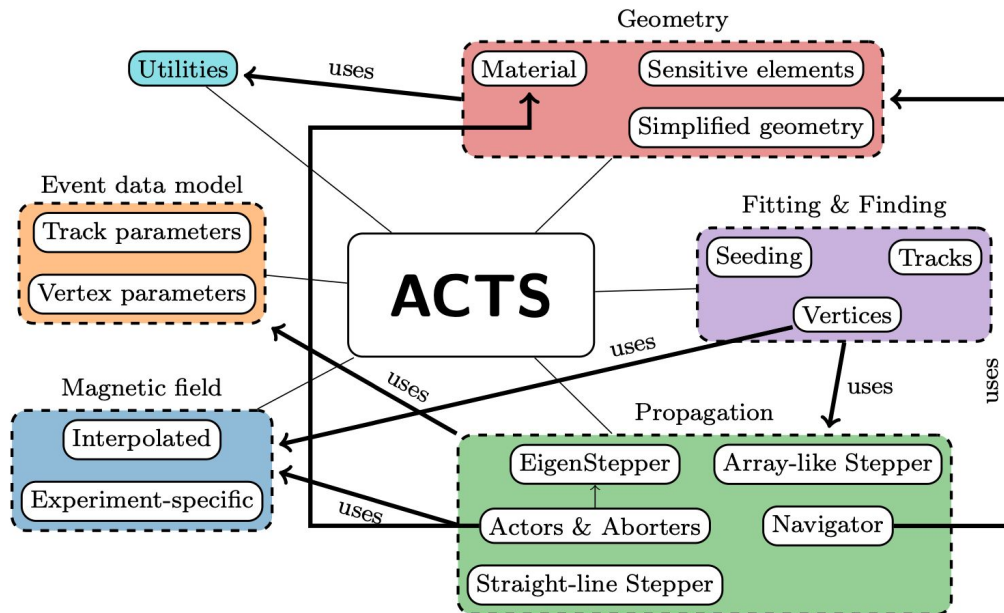 Geometry
Utilities
uses
Material
Sensitive elements
Simplified geometry
Event data model
Track parameters
Vertex parameters
ACTS
Fitting & Finding
Seeding
Tracks
Vertices
uses
uses
uses
uses
Magnetic field
Interpolated
Experiment-specific
uses
Propagation
EigenStepper
Array-like Stepper
Actors & Aborters
Navigator
Straight-line Stepper